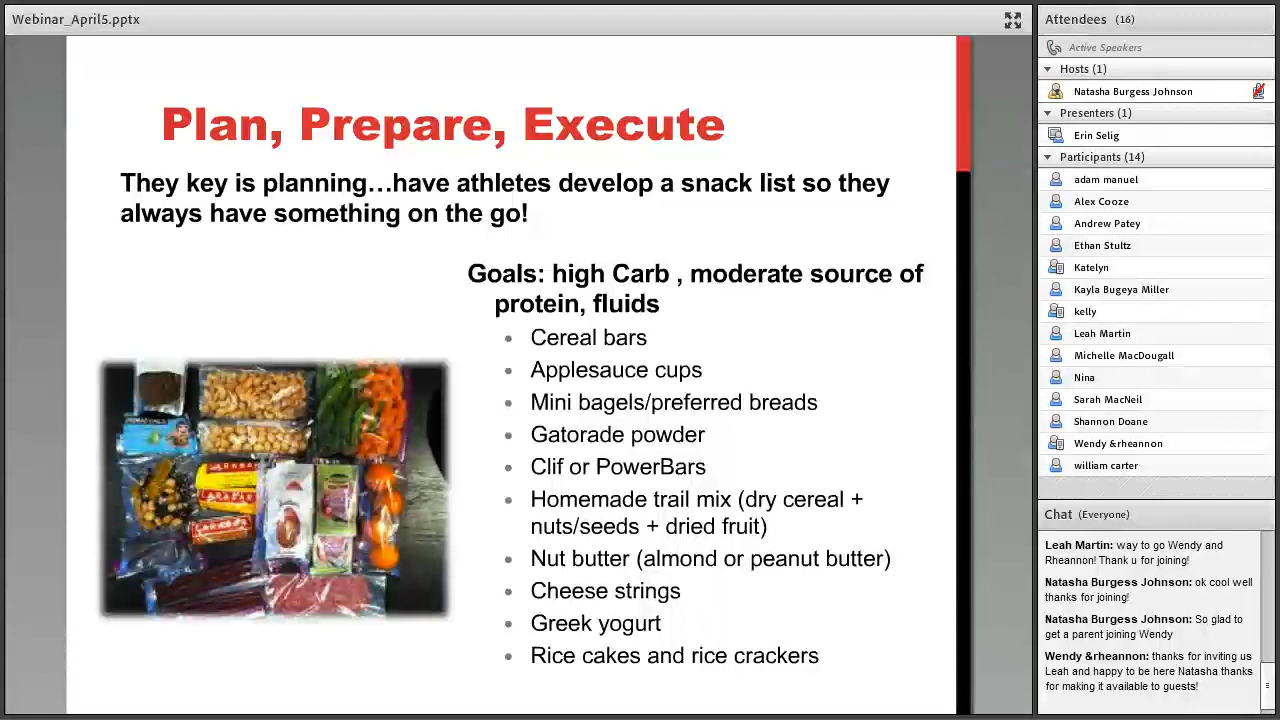 Webinar_April5.pptx
Plan, Prepare, Execute
They key is planning…have athletes develop a snack list so they
always have something on the go!
Goals: high Carb , moderate source of
protein, fluids
Cereal bars
Applesauce cups
Mini bagels/preferred breads
Gatorade powder
Clif or PowerBars
Homemade trail mix (dry cereal +
nuts/seeds + dried fruit)
Nut butter (almond or peanut butter)
Cheese strings
Greek yogurt
Rice cakes and rice crackers
LARABAR
Attendees (16)
Active Speakers
Hosts (1)
Natasha Burgess Johnson
Presenters (1)
Erin Selig
Participants (14)
adam manuel
Alex Cooze
Andrew Patey
Ethan Stultz
Katelyn
Kayla Bugeya Miller
kelly
Leah Martin
Michelle MacDougall
Nina
Sarah MacNeil
Shannon Doane
Wendy &rheannon
william carter
Chat (Everyone)
Leah Martin: way to go Wendy and
Rheannon! Thank u for joining!
Natasha Burgess Johnson: ok cool well
thanks for joining!
Natasha Burgess Johnson: So glad to
get a parent joining Wendy
Wendy &rheannon: thanks for inviting us
Leah and happy to be here Natasha thanks
for making it available to guests!